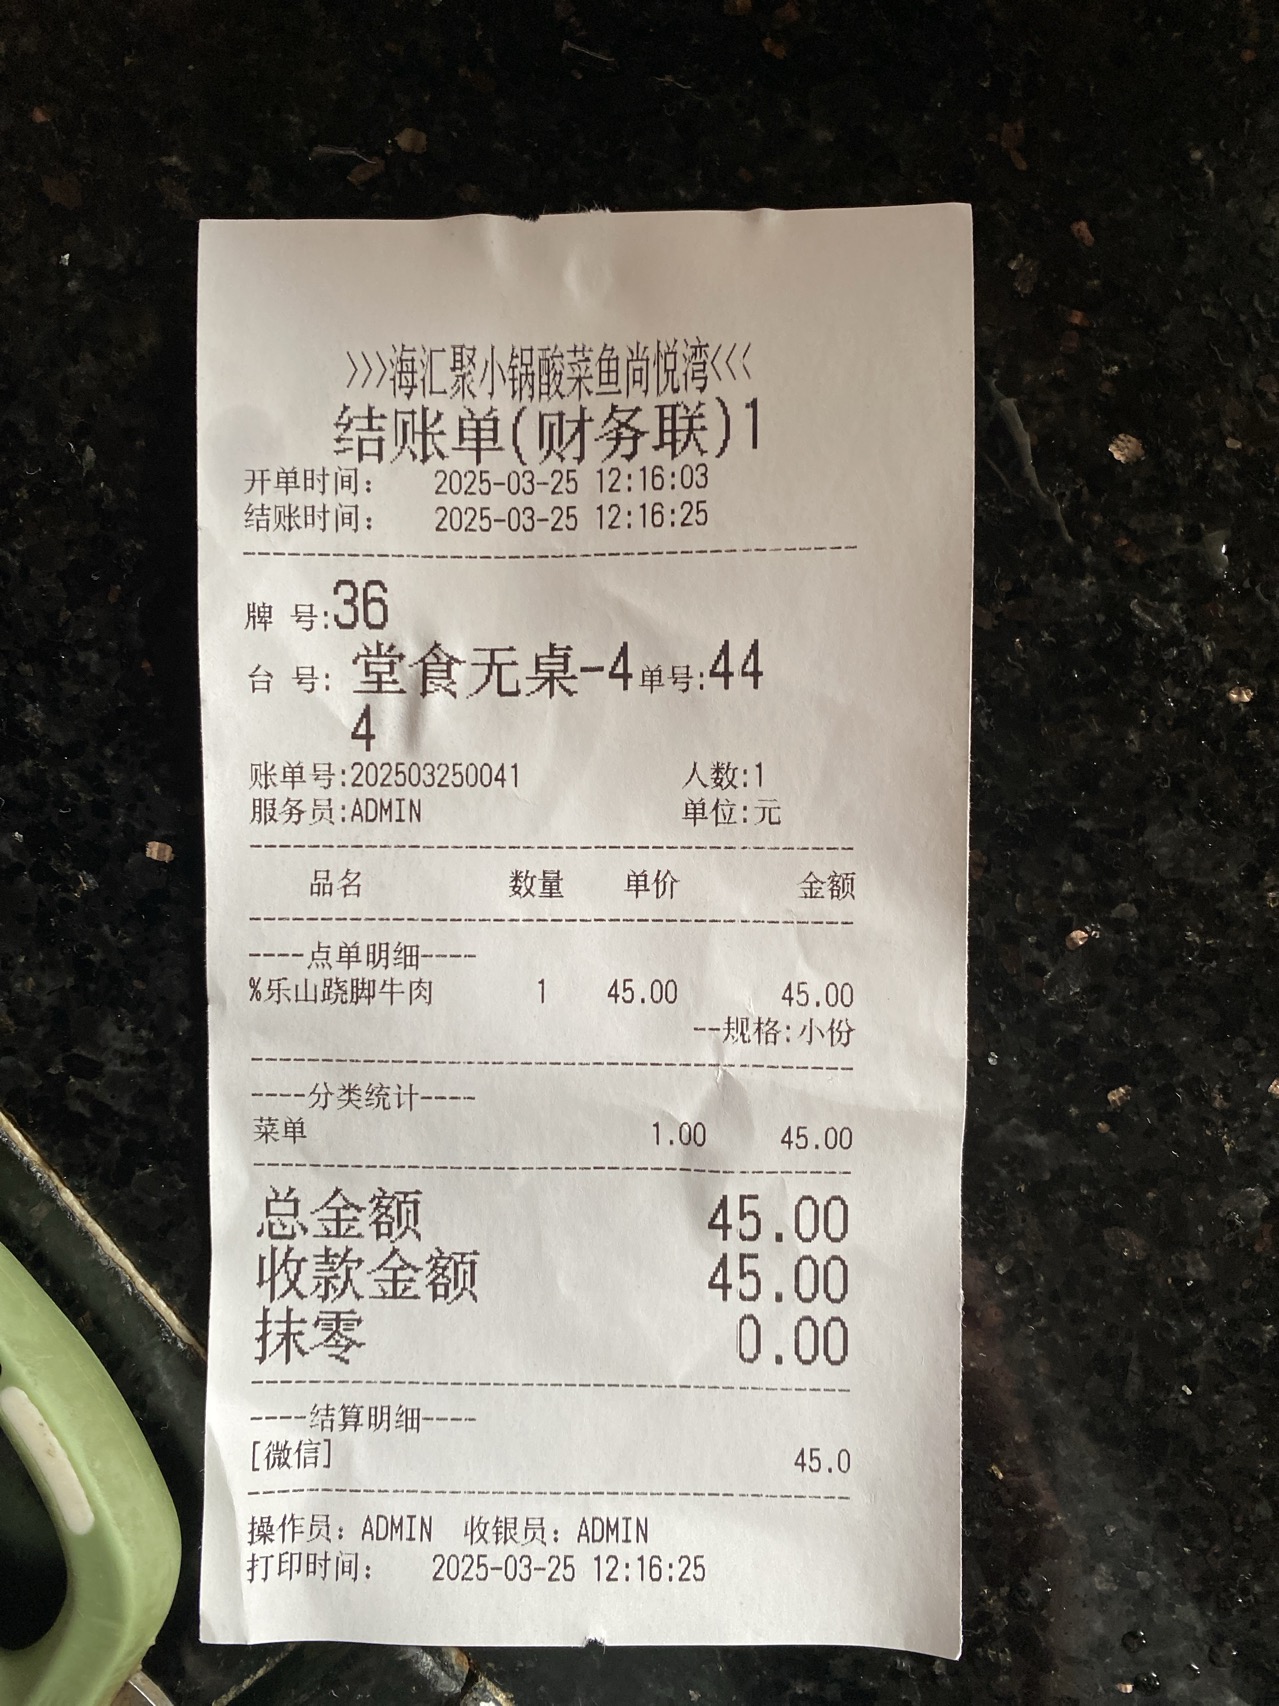 >>>海汇聚小锅酸菜鱼尚悦湾<<<
结账单(财务联)1
开单时间： 2025-03-25 12:16:03
结账时间： 2025-03-25 12:16:25
牌 号:36
台 号: 堂食无桌-4单号:44
4
账单号:202503250041 人数:1
服务员:ADMIN 单位:元
品名 数量 单价 金额
----点单明细----
%乐山跷脚牛肉 1 45.00 45.00
--规格:小份
----分类统计----
菜单 1.00 45.00
总金额 45.00
收款金额 45.00
抹零 0.00
----结算明细----
[微信] 45.0
操作员：ADMIN 收银员：ADMIN
打印时间： 2025-03-25 12:16:25